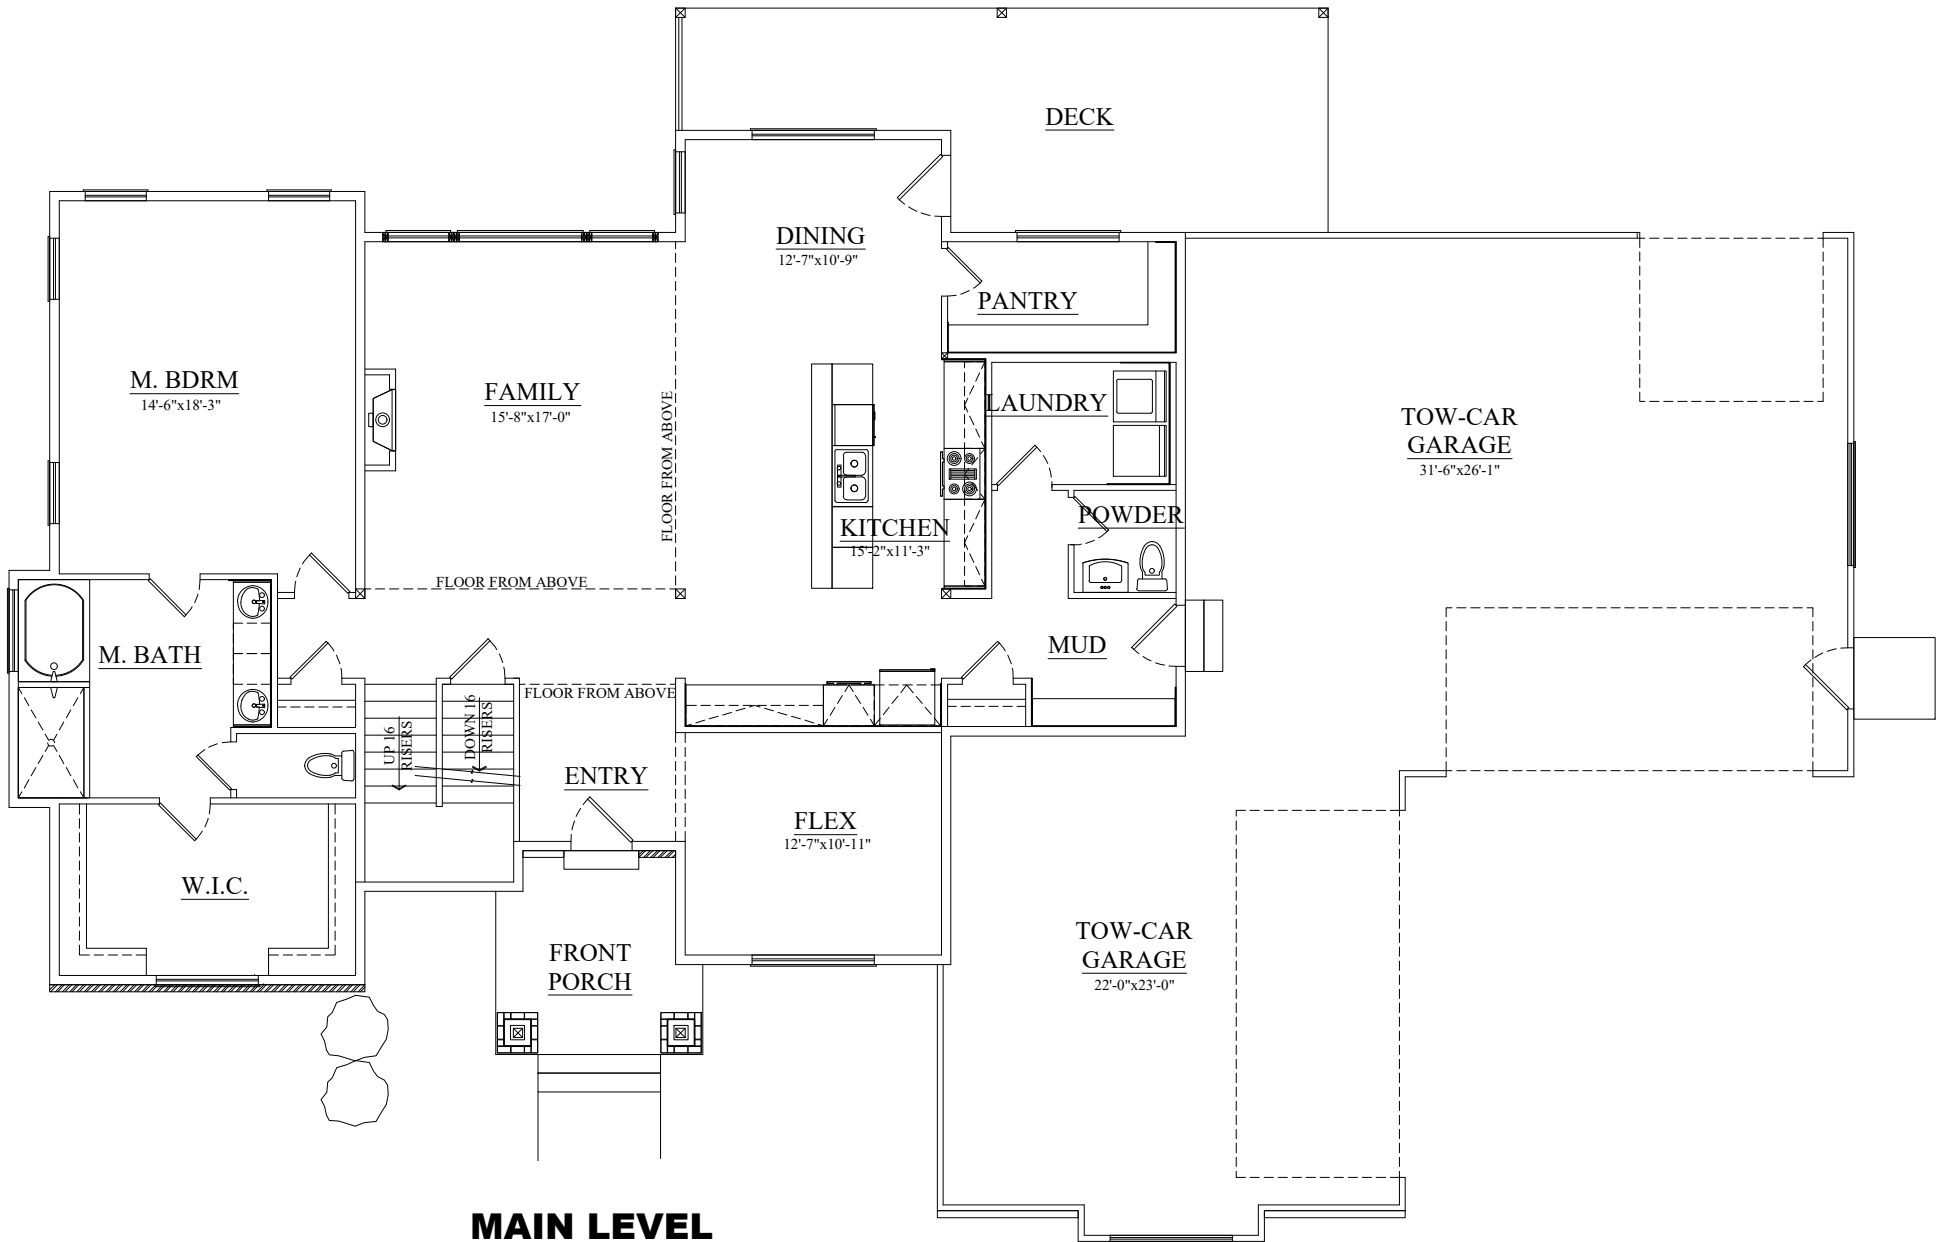 DECK
DINING
12'-7"x10'-9"
PANTRY
M. BDRM
14'-6"x18'-3"
FAMILY
15'-8"x17'-0"
FLOOR FROM ABOVE
LAUNDRY
TOW-CAR
GARAGE
31'-6"x26'-1"
KITCHEN
15'-2"x11'-3"
POWDER
FLOOR FROM ABOVE
M. BATH
MUD
FLOOR FROM ABOVE
UP 16
RISERS
DOWN 16
RISERS
ENTRY
FLEX
12'-7"x10'-11"
W.I.C.
FRONT
PORCH
TOW-CAR
GARAGE
22'-0"x23'-0"
MAIN LEVEL